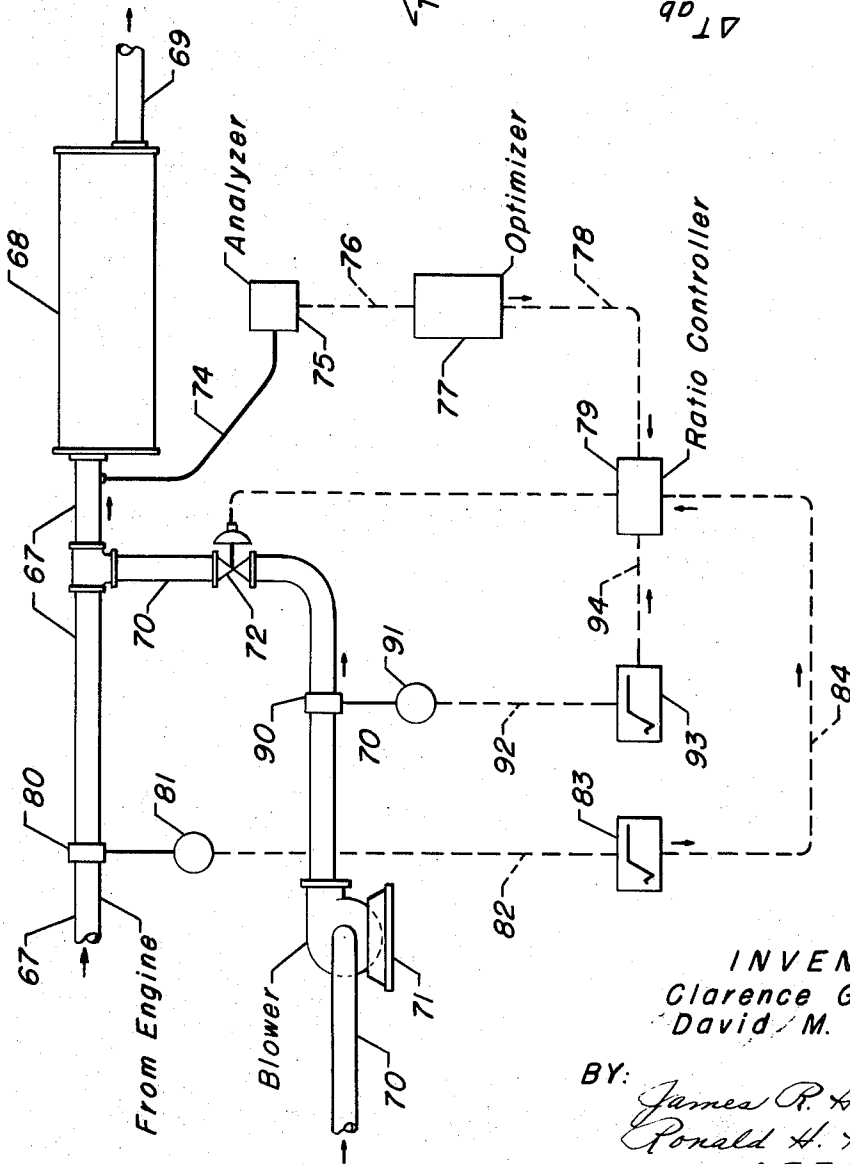 ΔT ab
69
68
Analyzer
76
Optimizer
78
75
77
74
67
79
Ratio Controller
70
72
94
91
90
70
92
93
84
80
81
83
82
67
From Engine
Blower
71
70
INVEN
Clarence G
David M.
BY:
James R. H
Ronald H.